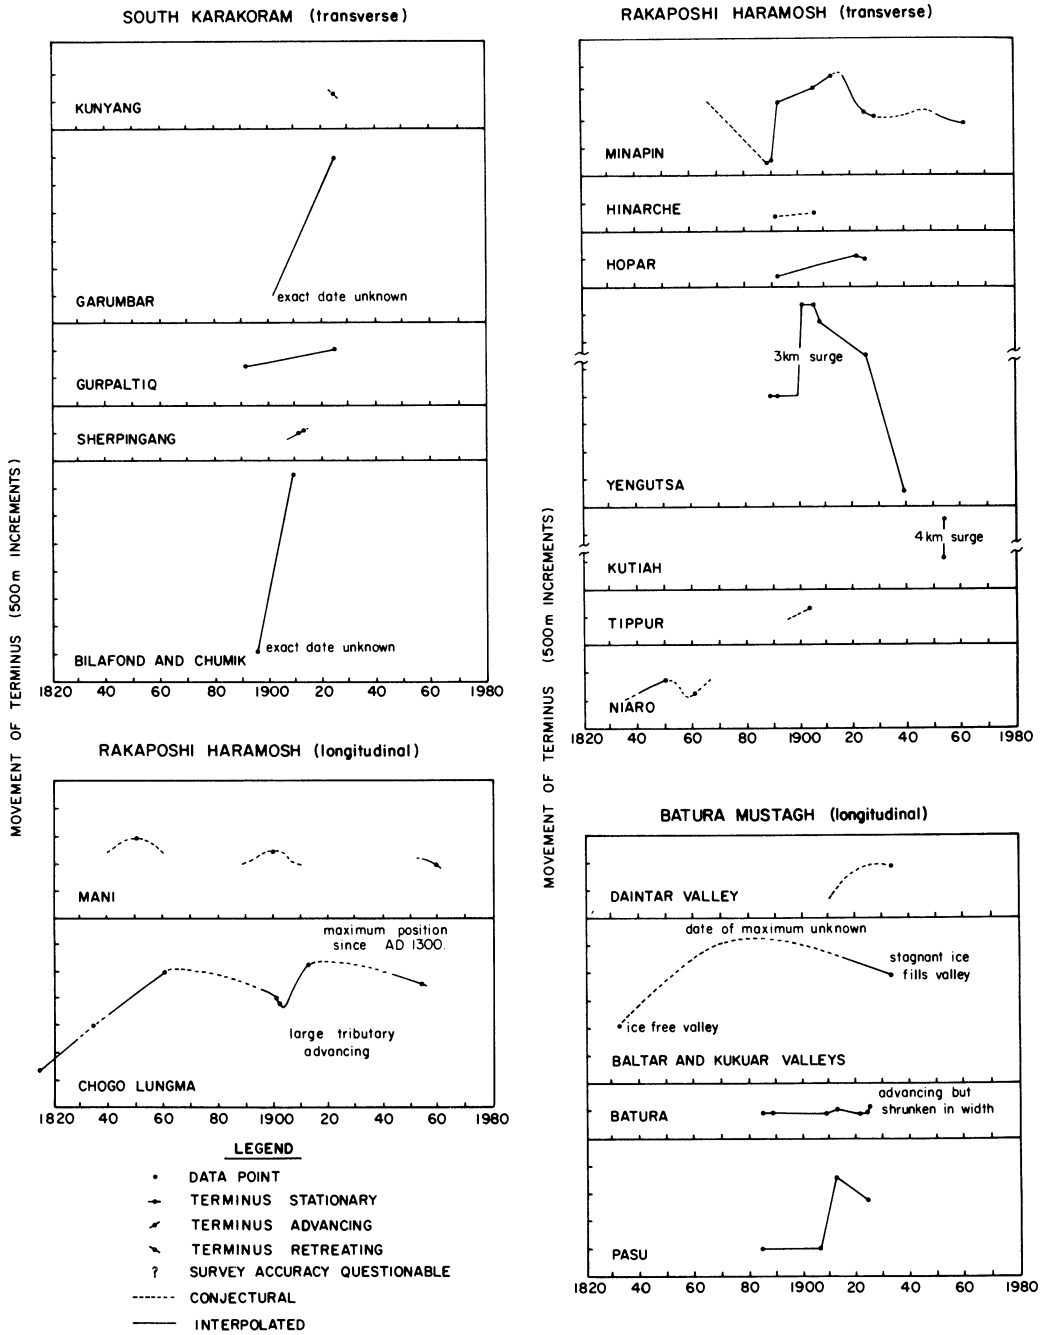 SOUTH KARAKORAM (transverse)
KUNYANG
GARUMBAR
exact date unknown
GURPALTIQ
SHERPINGANG
BILAFOND AND CHUMIK
exact date unknown
1820 40 60 80 1900 20 40 60 1980
MOVEMENT OF TERMINUS (500m INCREMENTS)
RAKAPOSHI HARAMOSH (longitudinal)
MANI
maximum position
since AD 1300.
large tributary
advancing
CHOGO LUNGMA
1820 40 60 80 1900 20 40 60 1980
LEGEND
DATA POINT
TERMINUS STATIONARY
TERMINUS ADVANCING
TERMINUS RETREATING
? SURVEY ACCURACY QUESTIONABLE
CONJECTURAL
INTERPOLATED
RAKAPOSHI HARAMOSH (transverse)
MINAPIN
HINARCHE
HOPAR
3km surge
YENGUTSA
4km surge
KUTIAH
TIPPUR
NIARO
1820 40 60 80 1900 20 40 60 1980
MOVEMENT OF TERMINUS (500m INCREMENTS)
BATURA MUSTAGH (longitudinal)
DAINTAR VALLEY
date of maximum unknown
stagnant ice
fills valley
ice free valley
BALTAR AND KUKUAR VALLEYS
advancing but
shrunken in width
BATURA
PASU
1820 40 60 80 1900 20 40 60 1980